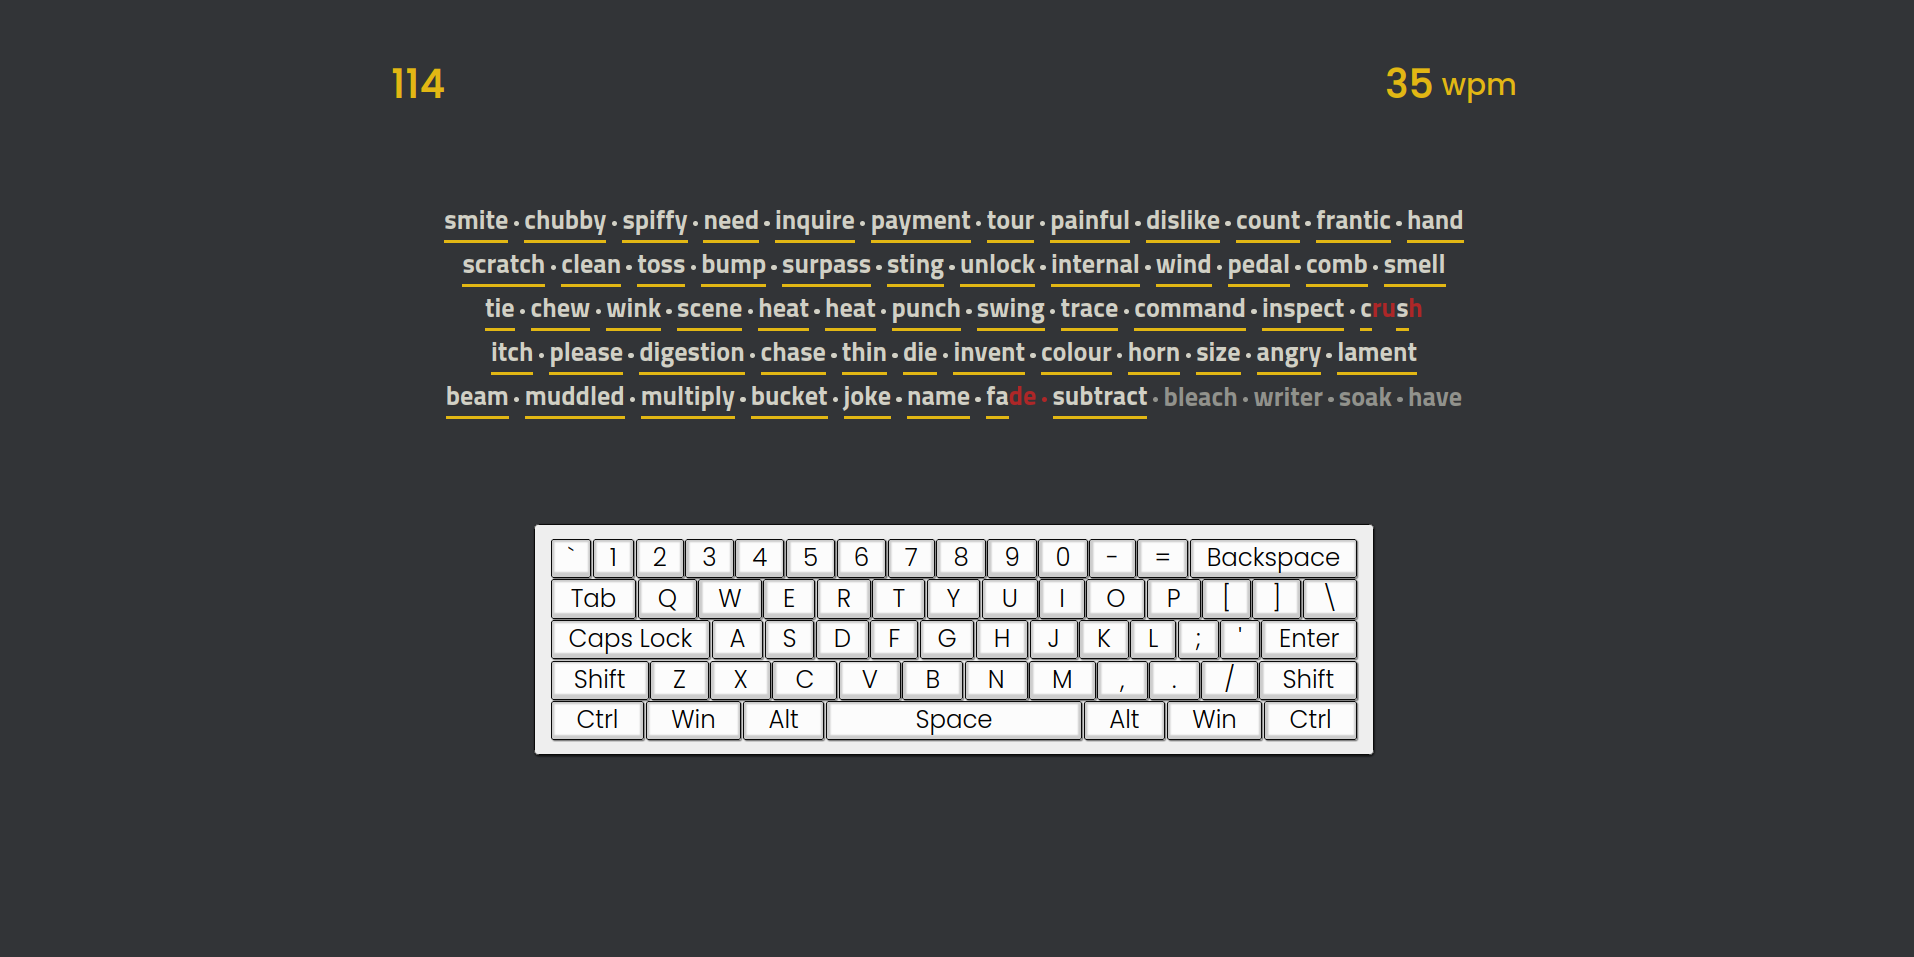 114
35 wpm
smite · chubby · spiffy · need · inquire · payment · tour · painful · dislike · count · frantic · hand
scratch · clean · toss · bump · surpass · sting · unlock · internal · wind · pedal · comb · smell
tie · chew · wink · scene · heat · heat · punch · swing · trace · command · inspect · crush
itch · please · digestion · chase · thin · die · invent · colour · horn · size · angry · lament
beam · muddled · multiply · bucket · joke · name · fade · subtract · bleach · writer · soak · have
` 1 2 3 4 5 6 7 8 9 0 - = Backspace
Tab Q W E R T Y U I O P [ ] \
Caps Lock A S D F G H J K L ; ' Enter
Shift Z X C V B N M , . / Shift
Ctrl Win Alt Space Alt Win Ctrl